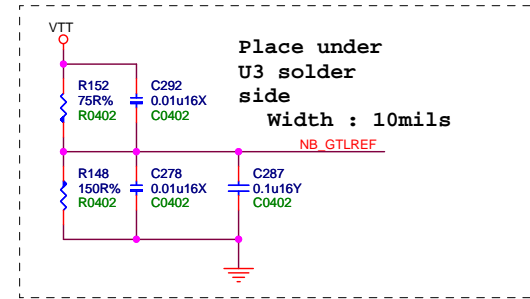 VTT
Place under
U3 solder
side
Width : 10mils
R152
75R%
R0402
C292
0.01u16X
C0402
NB_GTLREF
R148
150R%
R0402
C278
0.01u16X
C0402
C287
0.1u16Y
C0402